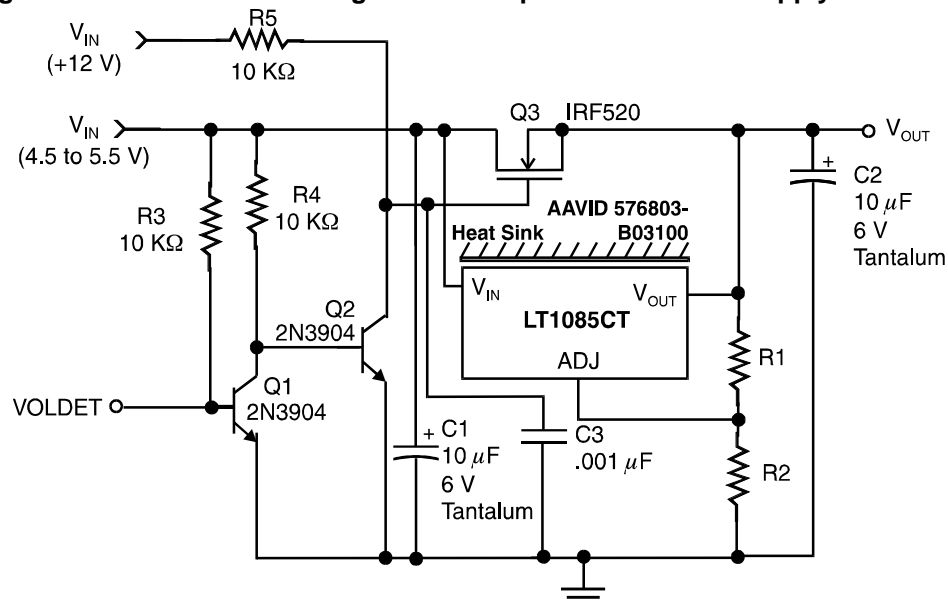 R5
V_IN
(+12 V)
10 KΩ
V_IN
(4.5 to 5.5 V)
Q3
IRF520
V_OUT
R3
10 KΩ
R4
10 KΩ
C2
10 μF
6 V
Tantalum
AAVID 576803-
B03100
Heat Sink
V_IN
V_OUT
LT1085CT
ADJ
Q2
2N3904
R1
VOLDET
Q1
2N3904
C1
10 μF
6 V
Tantalum
C3
.001 μF
R2
+
+